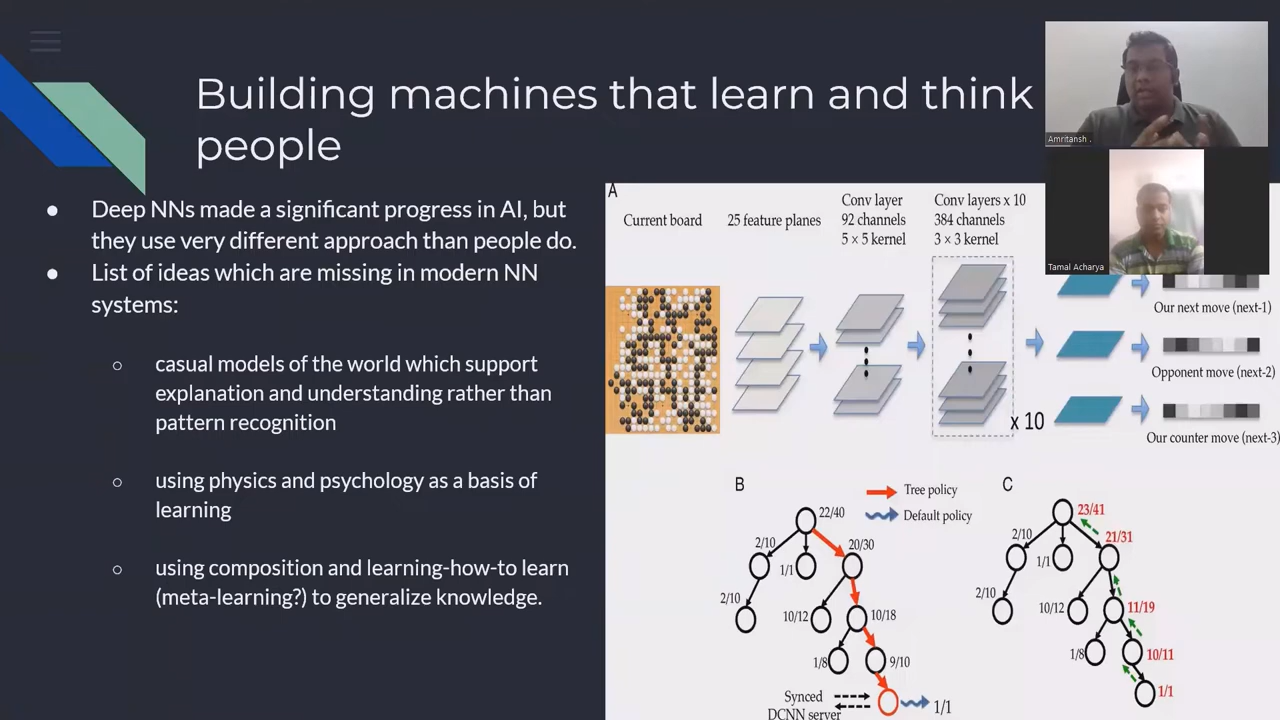 Building machines that learn and think
people
Amritansh .
Tamal Acharya
● Deep NNs made a significant progress in AI, but
they use very different approach than people do.
● List of ideas which are missing in modern NN
systems:
○ casual models of the world which support
explanation and understanding rather than
pattern recognition
○ using physics and psychology as a basis of
learning
○ using composition and learning-how-to learn
(meta-learning?) to generalize knowledge.
A
Current board
25 feature planes
Conv layer
92 channels
5 × 5 kernel
Conv layers x 10
384 channels
3 × 3 kernel
x 10
Our next move (next-1)
Opponent move (next-2)
Our counter move (next-3)
B
Tree policy
Default policy
22/40
2/10
1/1
20/30
2/10
10/12
10/18
1/8
9/10
Synced
DCNN server
1/1
C
23/41
2/10
1/1
21/31
2/10
10/12
11/19
1/8
10/11
1/1